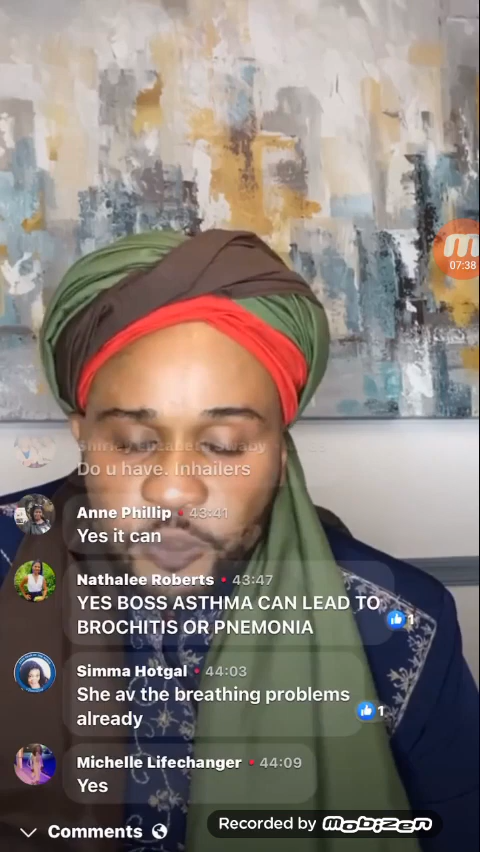 07:38
Do u have. Inhailers
Anne Phillip • 43:41
Yes it can
Nathalee Roberts • 43:47
YES BOSS ASTHMA CAN LEAD TO
BROCHITIS OR PNEMONIA
1
Simma Hotgal • 44:03
She av the breathing problems
already
1
Michelle Lifechanger • 44:09
Yes
Comments
Recorded by Mobizen